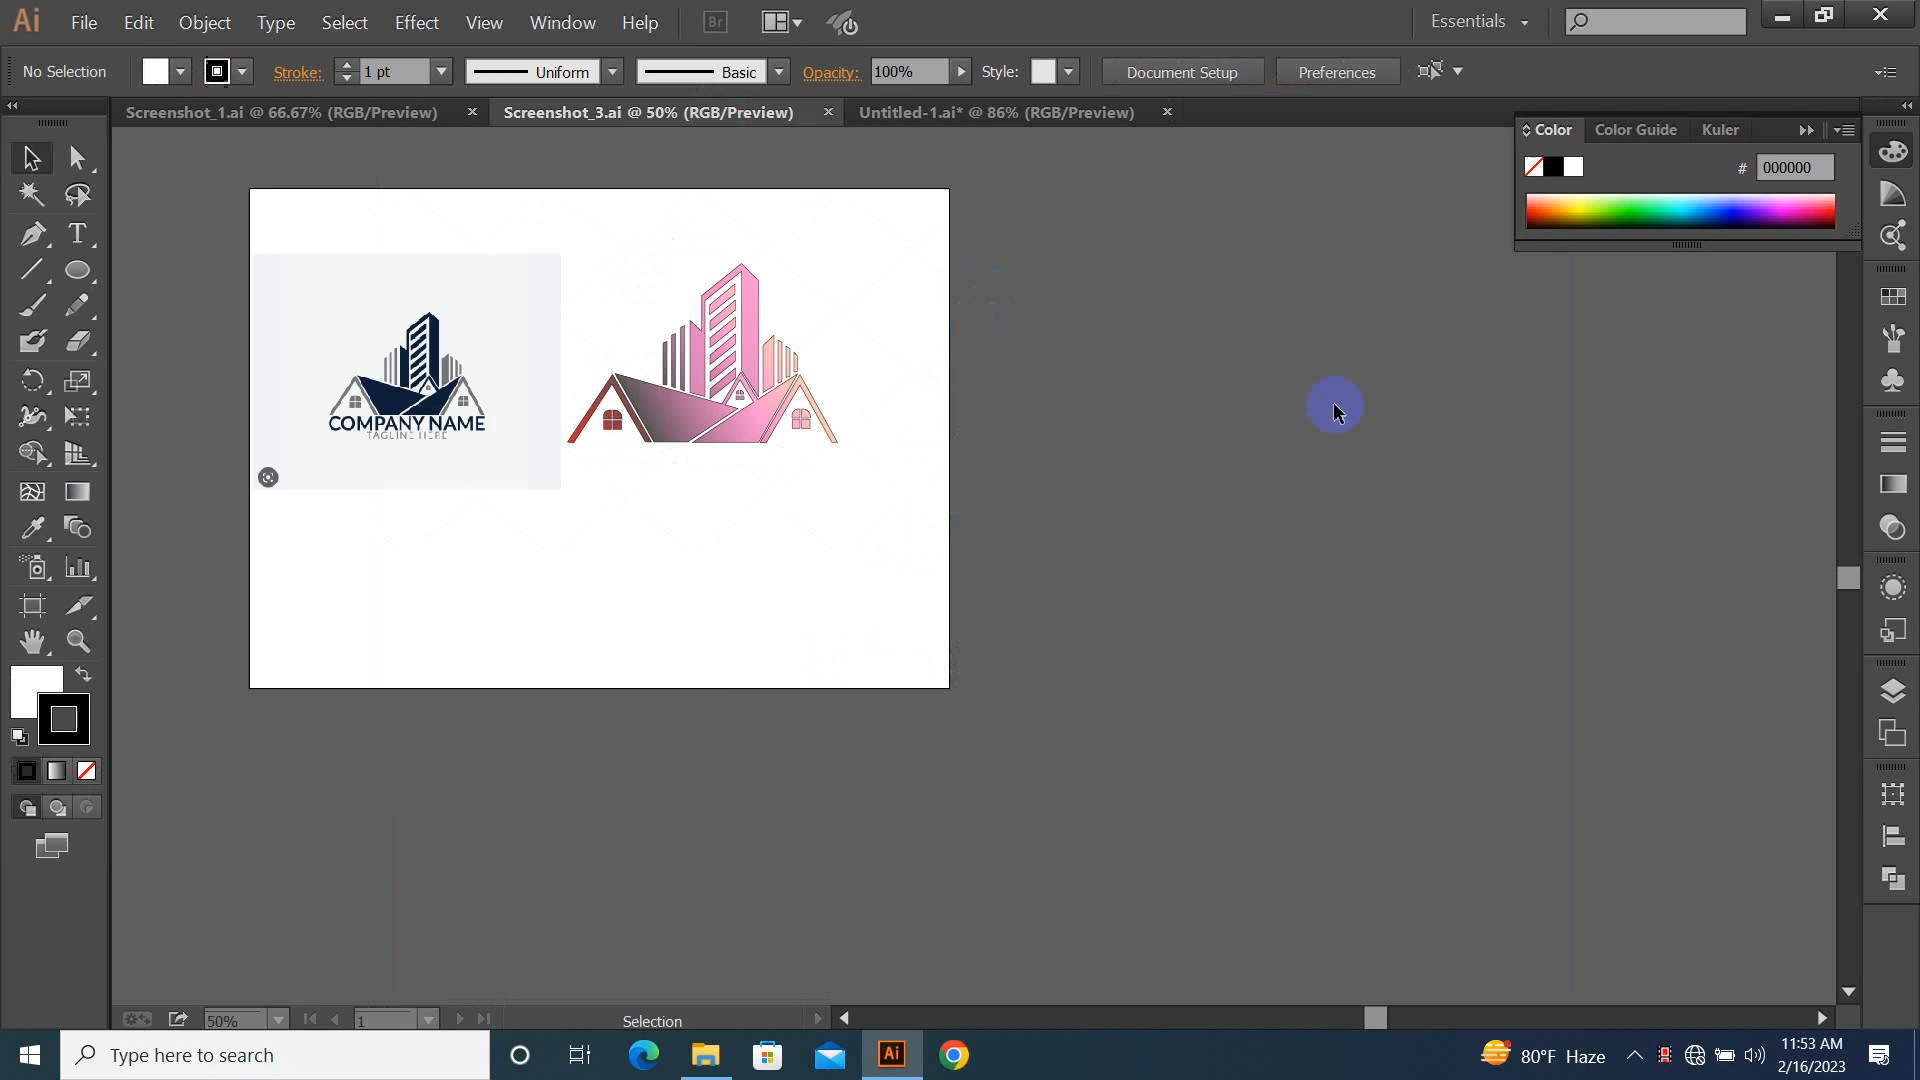 Ai File Edit Object Type Select Effect View Window Help Br Essentials
No Selection Stroke: 1 pt Uniform Basic Opacity: 100% Style: Document Setup Preferences
Screenshot_1.ai @ 66.67% (RGB/Preview) Screenshot_3.ai @ 50% (RGB/Preview) Untitled-1.ai* @ 86% (RGB/Preview)
Color Color Guide Kuler
# 000000
T
COMPANY NAME
TAGLINE HERE
50% 1 Selection
Type here to search Ai 80°F Haze 11:53 AM
2/16/2023